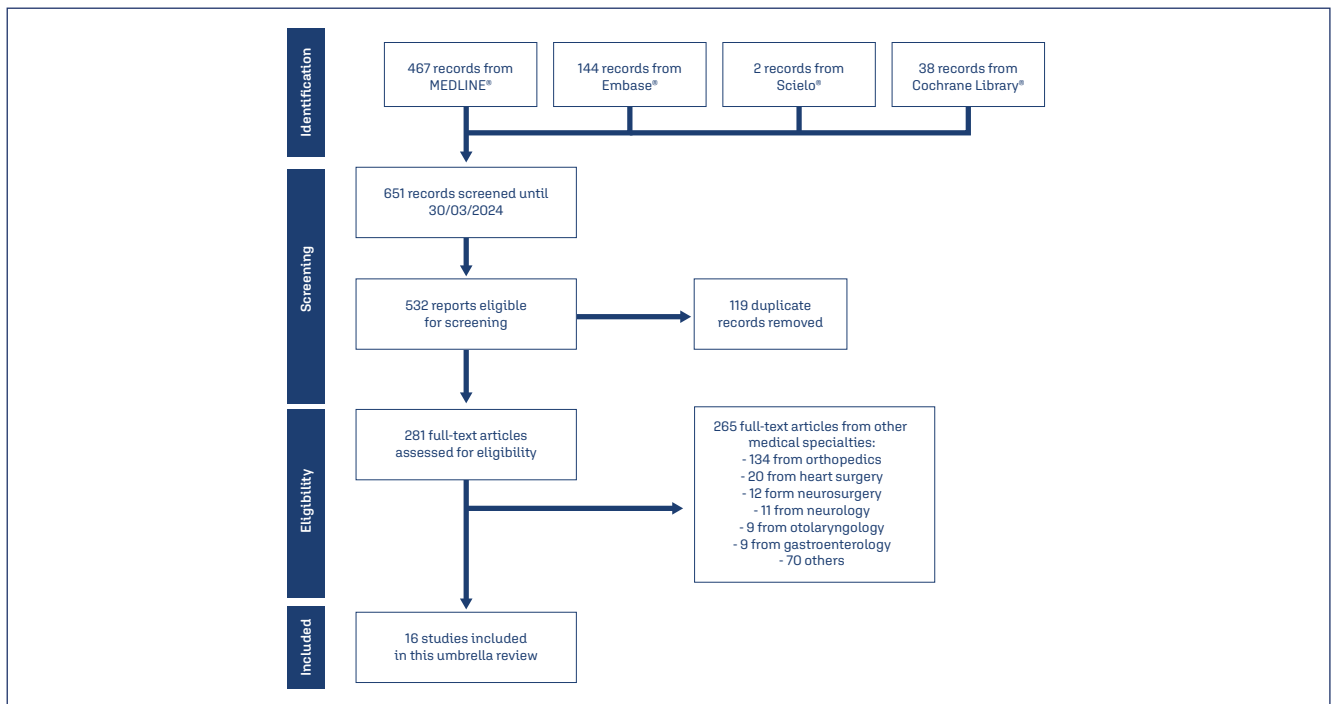 Identification
467 records from
MEDLINE®
144 records from
Embase®
2 records from
Scielo®
38 records from
Cochrane Library®
Screening
651 records screened until
30/03/2024
532 reports eligible
for screening
119 duplicate
records removed
Eligibility
281 full-text articles
assessed for eligibility
265 full-text articles from other
medical specialties:
- 134 from orthopedics
- 20 from heart surgery
- 12 form neurosurgery
- 11 from neurology
- 9 from otolaryngology
- 9 from gastroenterology
- 70 others
Included
16 studies included
in this umbrella review